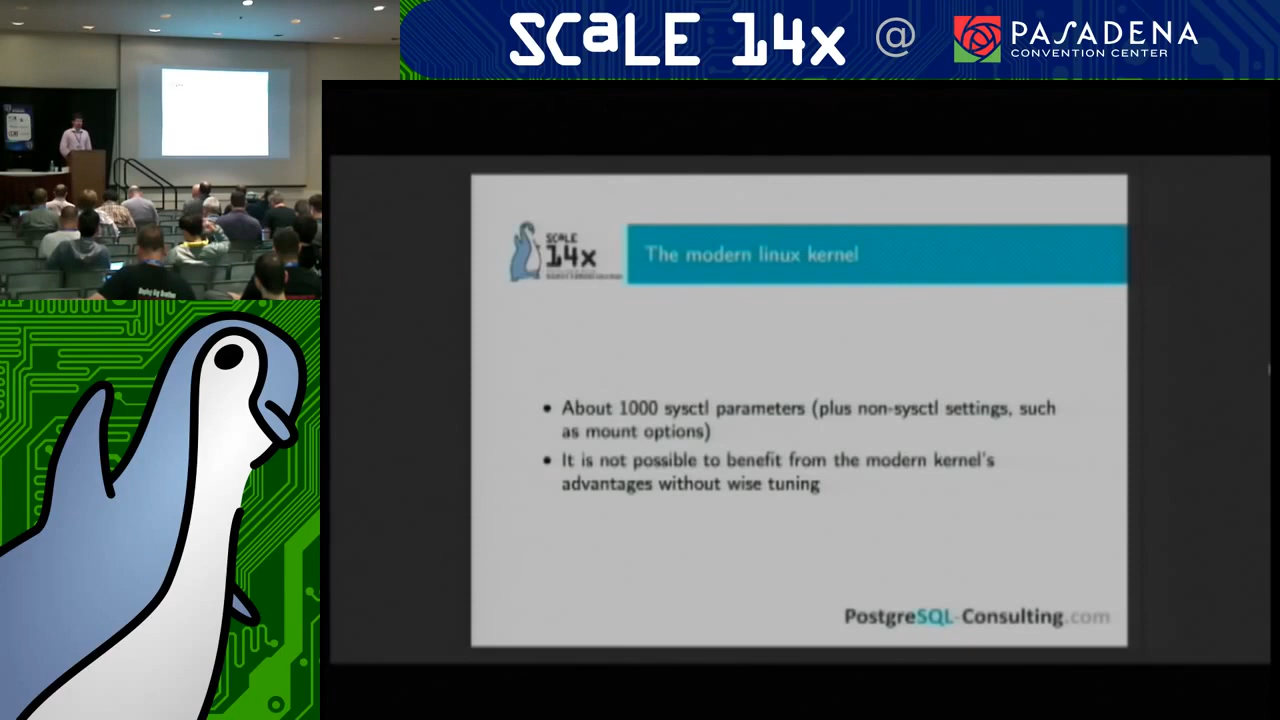 SCaLE 14x @ PASADENA
CONVENTION CENTER
SCALE
14x
The modern linux kernel
• About 1000 sysctl parameters (plus non-sysctl settings, such
as mount options)
• It is not possible to benefit from the modern kernel's
advantages without wise tuning
PostgreSQL-Consulting.com